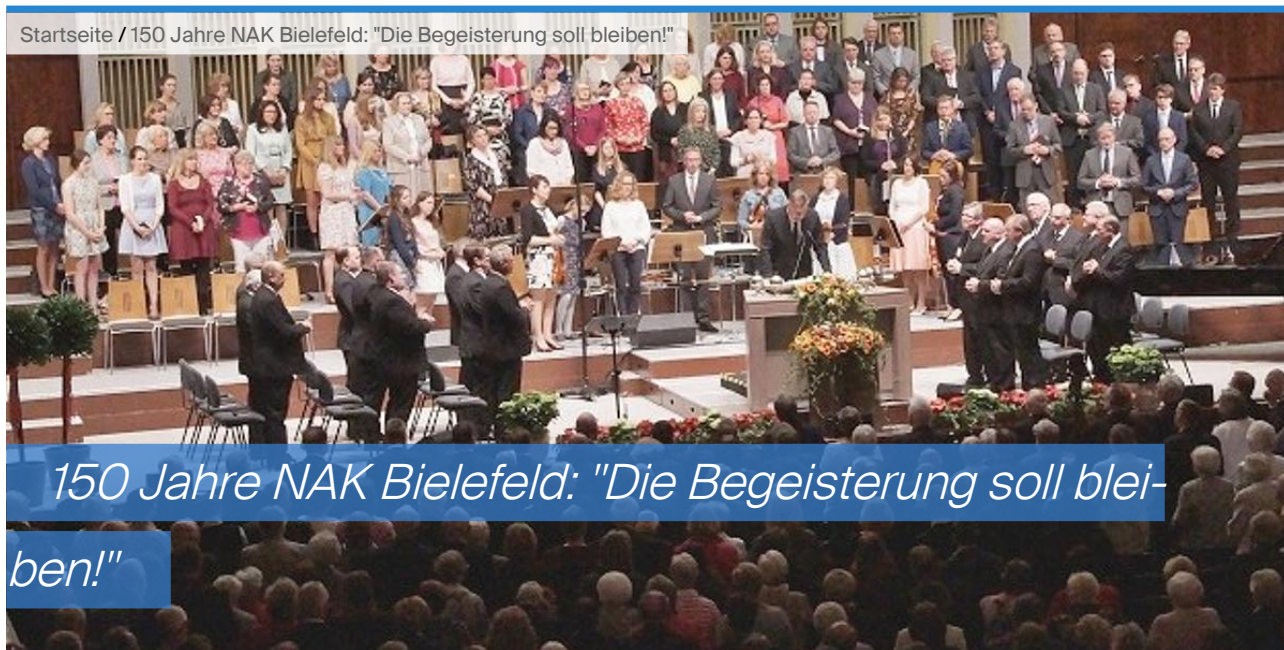 Startseite / 150 Jahre NAK Bielefeld: "Die Begeisterung soll bleiben!"
150 Jahre NAK Bielefeld: "Die Begeisterung soll blei-
ben!"